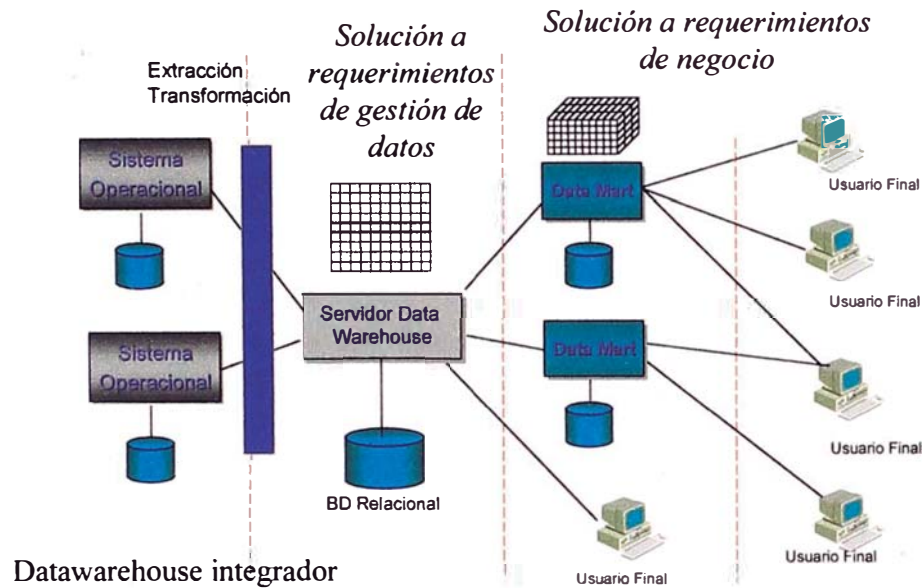 Solución a
requerimientos
de gestión de
datos
Solución a requerimientos
de negocio
Extracción
Transformación
Sistema
Operacional
Sistema
Operacional
Servidor Data
Warehouse
BD Relacional
Data Mart
Data Mart
Usuario Final
Usuario Final
Usuario Final
Usuario Final
Usuario Final
Datawarehouse integrador